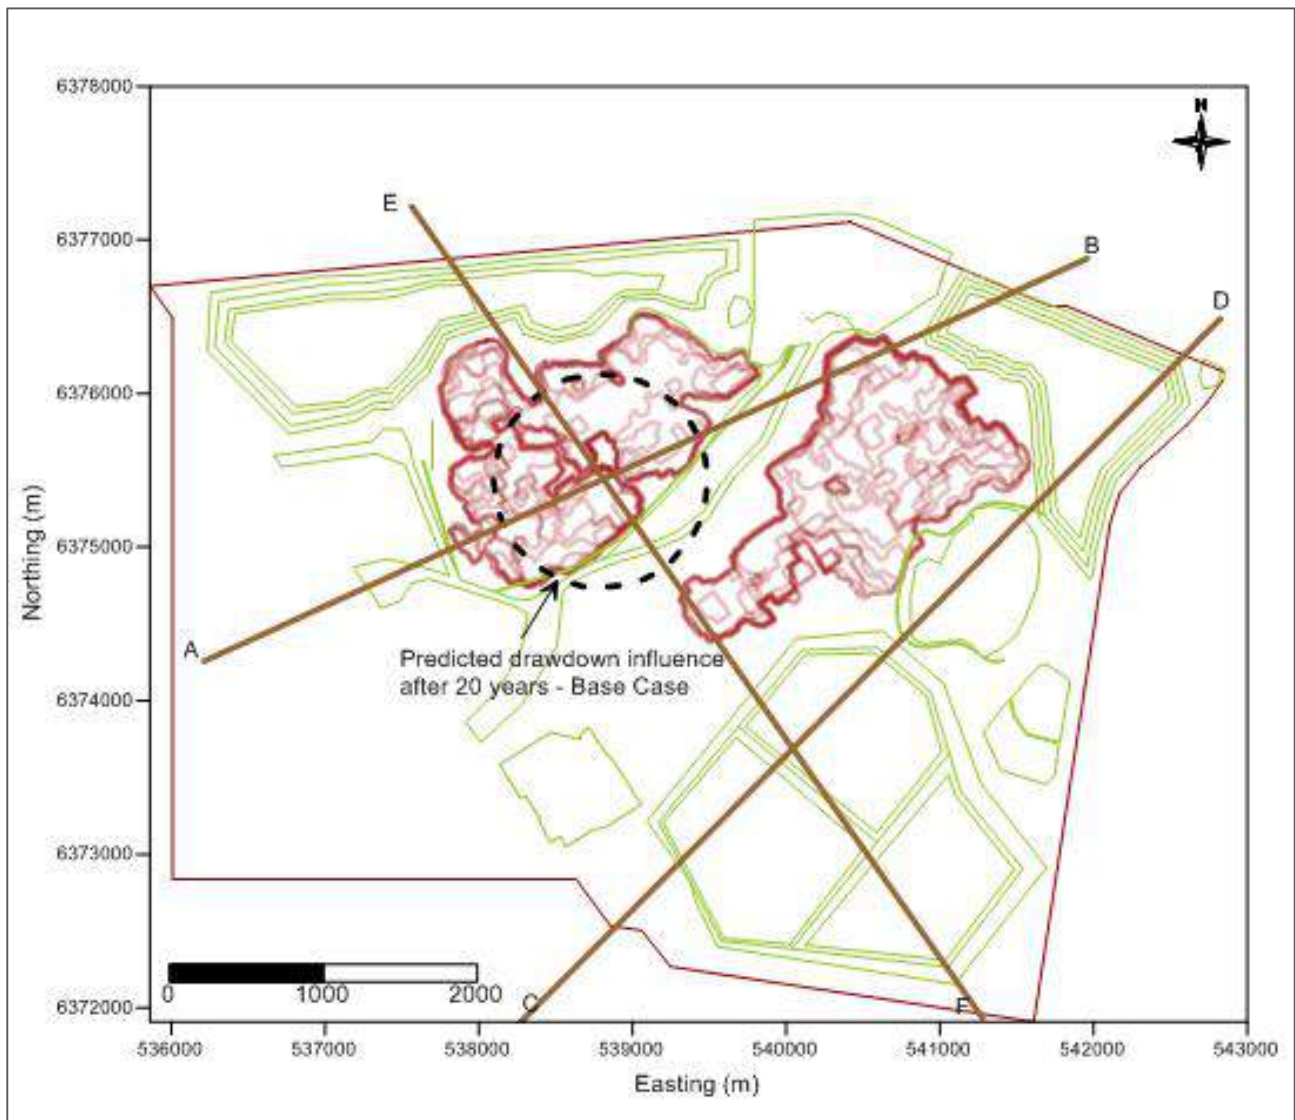 6378000
N
E
6377000
B
D
6376000
6375000
Northing (m)
A
Predicted drawdown influence
after 20 years - Base Case
6374000
6373000
0 1000 2000
C
F
6372000
536000 537000 538000 539000 540000 541000 542000 543000
Easting (m)